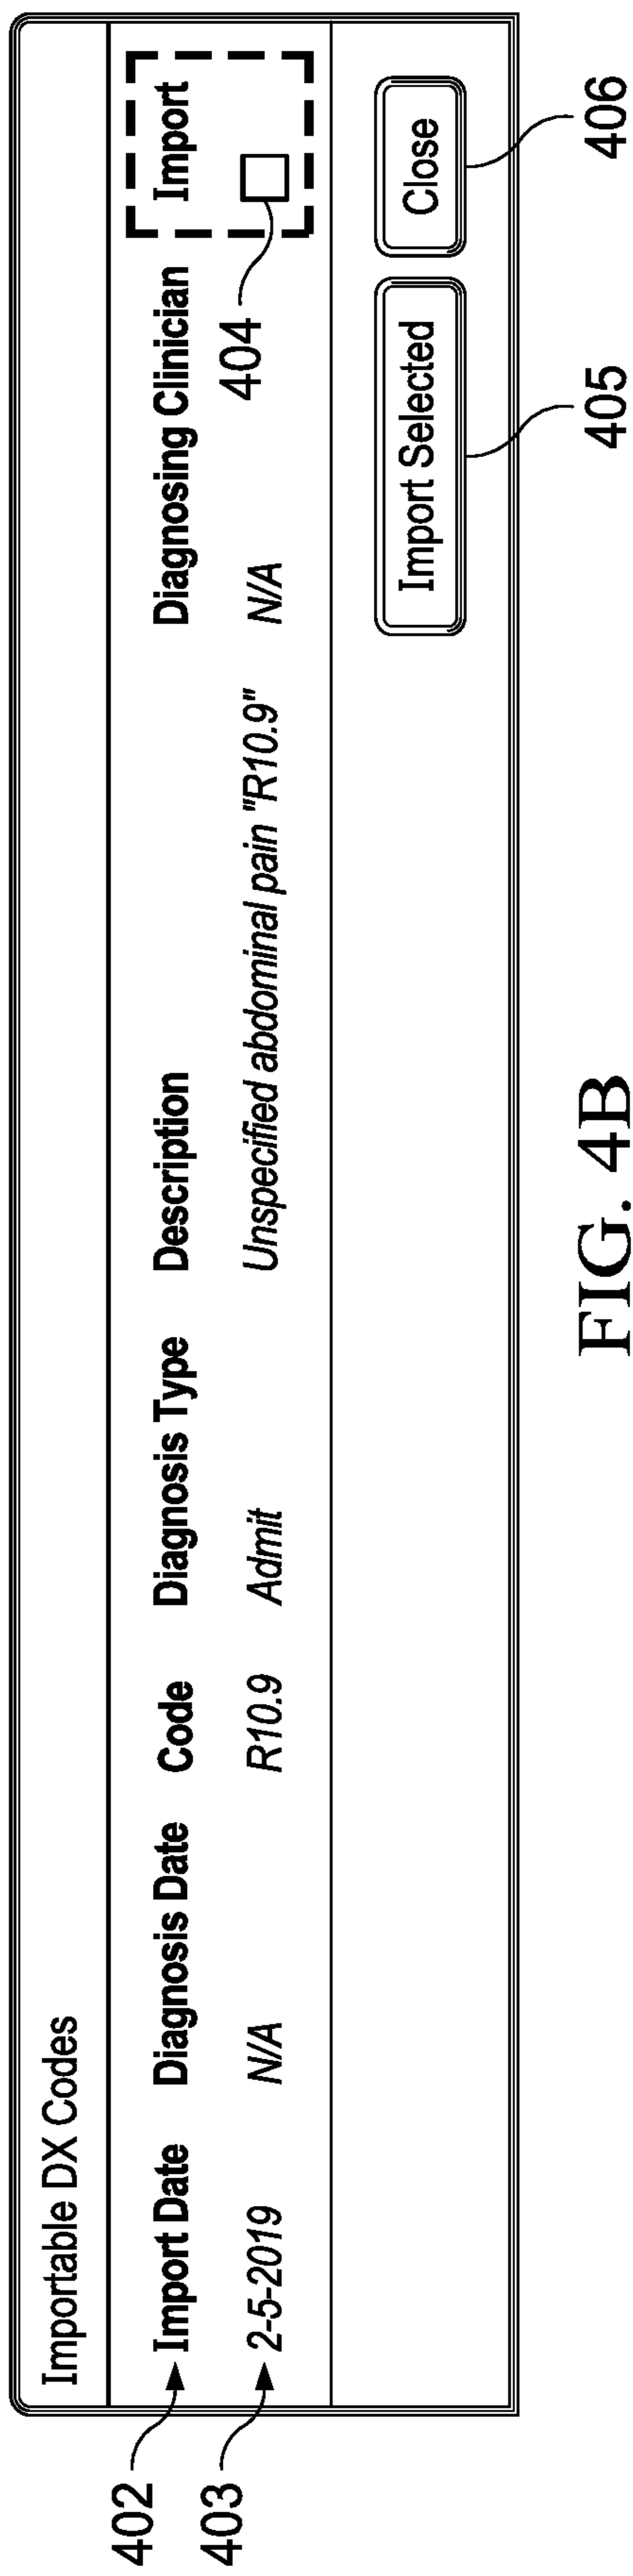 Importable DX Codes
402 Import Date Diagnosis Date Code Diagnosis Type Description Diagnosing Clinician Import
403 2-5-2019 N/A R10.9 Admit Unspecified abdominal pain "R10.9" N/A
404
Import Selected Close
405 406
FIG. 4B